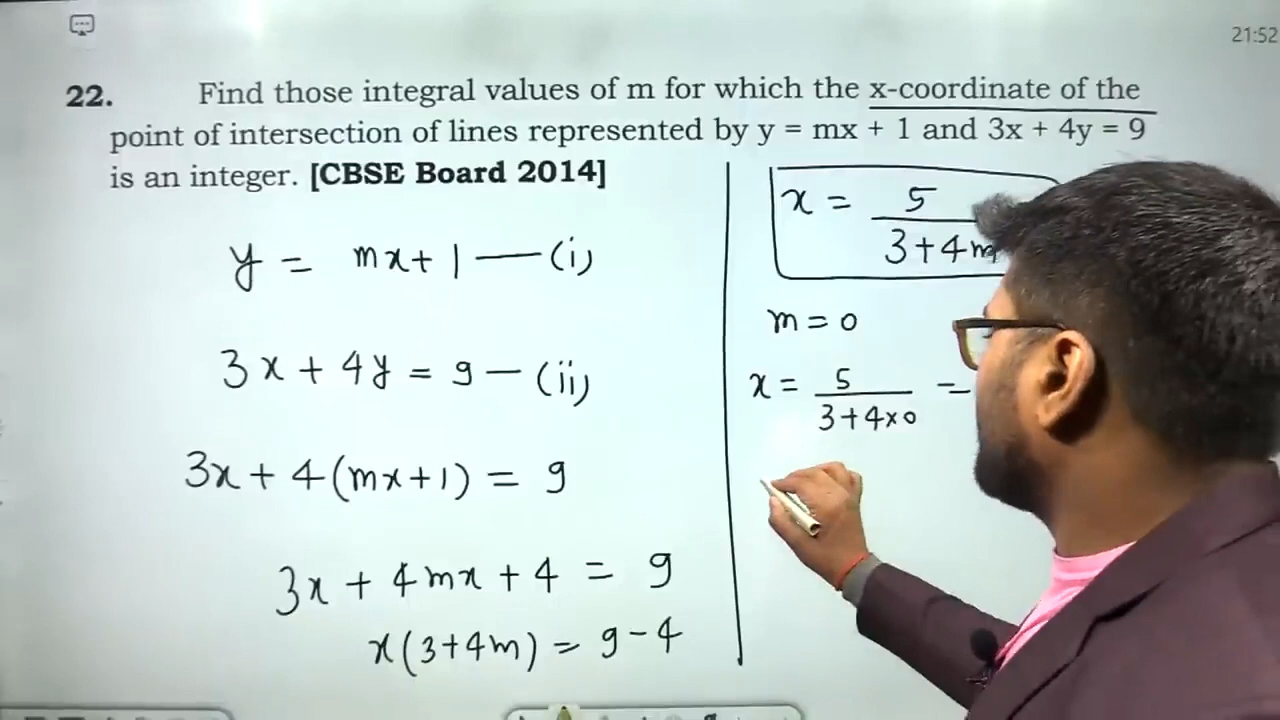 21:52
22. Find those integral values of m for which the x-coordinate of the
point of intersection of lines represented by y = mx + 1 and 3x + 4y = 9
is an integer. [CBSE Board 2014]
y = mx + 1 — (i)
3x + 4y = 9 — (ii)
3x + 4(mx+1) = 9
3x + 4mx + 4 = 9
x(3+4m) = 9-4
x = 5
3+4m
m = 0
x = 5 =
3+4×0